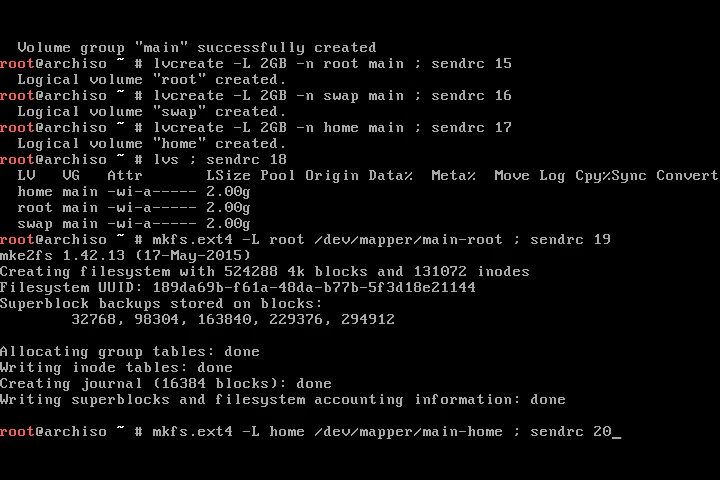 Volume group "main" successfully created
root@archiso ~ # lvcreate -L 2GB -n root main ; sendrc 15
  Logical volume "root" created.
root@archiso ~ # lvcreate -L 2GB -n swap main ; sendrc 16
  Logical volume "swap" created.
root@archiso ~ # lvcreate -L 2GB -n home main ; sendrc 17
  Logical volume "home" created.
root@archiso ~ # lvs ; sendrc 18
  LV   VG   Attr       LSize Pool Origin Data%  Meta%  Move Log Cpy%Sync Convert
  home main -wi-a----- 2.00g
  root main -wi-a----- 2.00g
  swap main -wi-a----- 2.00g
root@archiso ~ # mkfs.ext4 -L root /dev/mapper/main-root ; sendrc 19
mke2fs 1.42.13 (17-May-2015)
Creating filesystem with 524288 4k blocks and 131072 inodes
Filesystem UUID: 189da69b-f61a-48da-b77b-5f3d18e21144
Superblock backups stored on blocks:
        32768, 98304, 163840, 229376, 294912

Allocating group tables: done
Writing inode tables: done
Creating journal (16384 blocks): done
Writing superblocks and filesystem accounting information: done

root@archiso ~ # mkfs.ext4 -L home /dev/mapper/main-home ; sendrc 20_